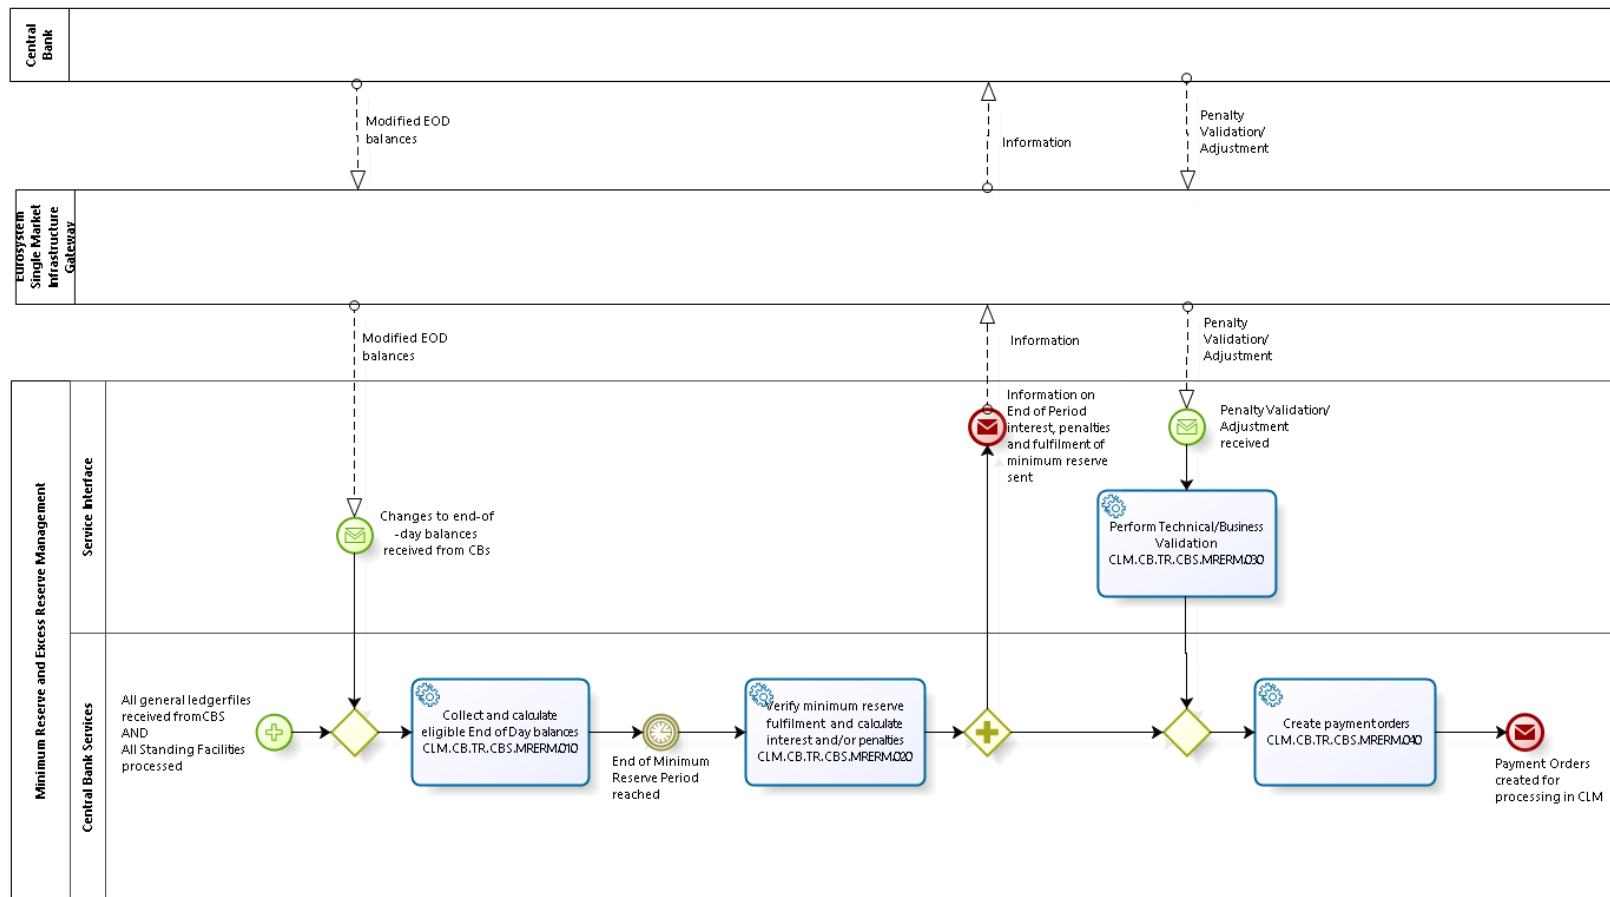 Central
Bank
Modified EOD
balances
Information
Penalty
Validation/
Adjustment
Eurosystem
Single Market
Infrastructure
Gateway
Modified EOD
balances
Information
Penalty
Validation/
Adjustment
Minimum Reserve and Excess Reserve Management
Service Interface
Information on
End of Period
interest, penalties
and fulfilment of
minimum reserve
sent
Penalty Validation/
Adjustment
received
Changes to end-of
-day balances
received from CBs
Perform Technical/Business
Validation
CLM.CB.TR.CBS.MRERM.030
Central Bank Services
All general ledgerfiles
received fromCBS
AND
All Standing Facilities
processed
Collect and calculate
eligible End of Day balances
CLM.CB.TR.CBS.MRERM.010
End of Minimum
Reserve Period
reached
Verify minimum reserve
fulfilment and calculate
interest and/or penalties
CLM.CB.TR.CBS.MRERM.020
Create payment orders
CLM.CB.TR.CBS.MRERM.040
Payment Orders
created for
processing in CLM